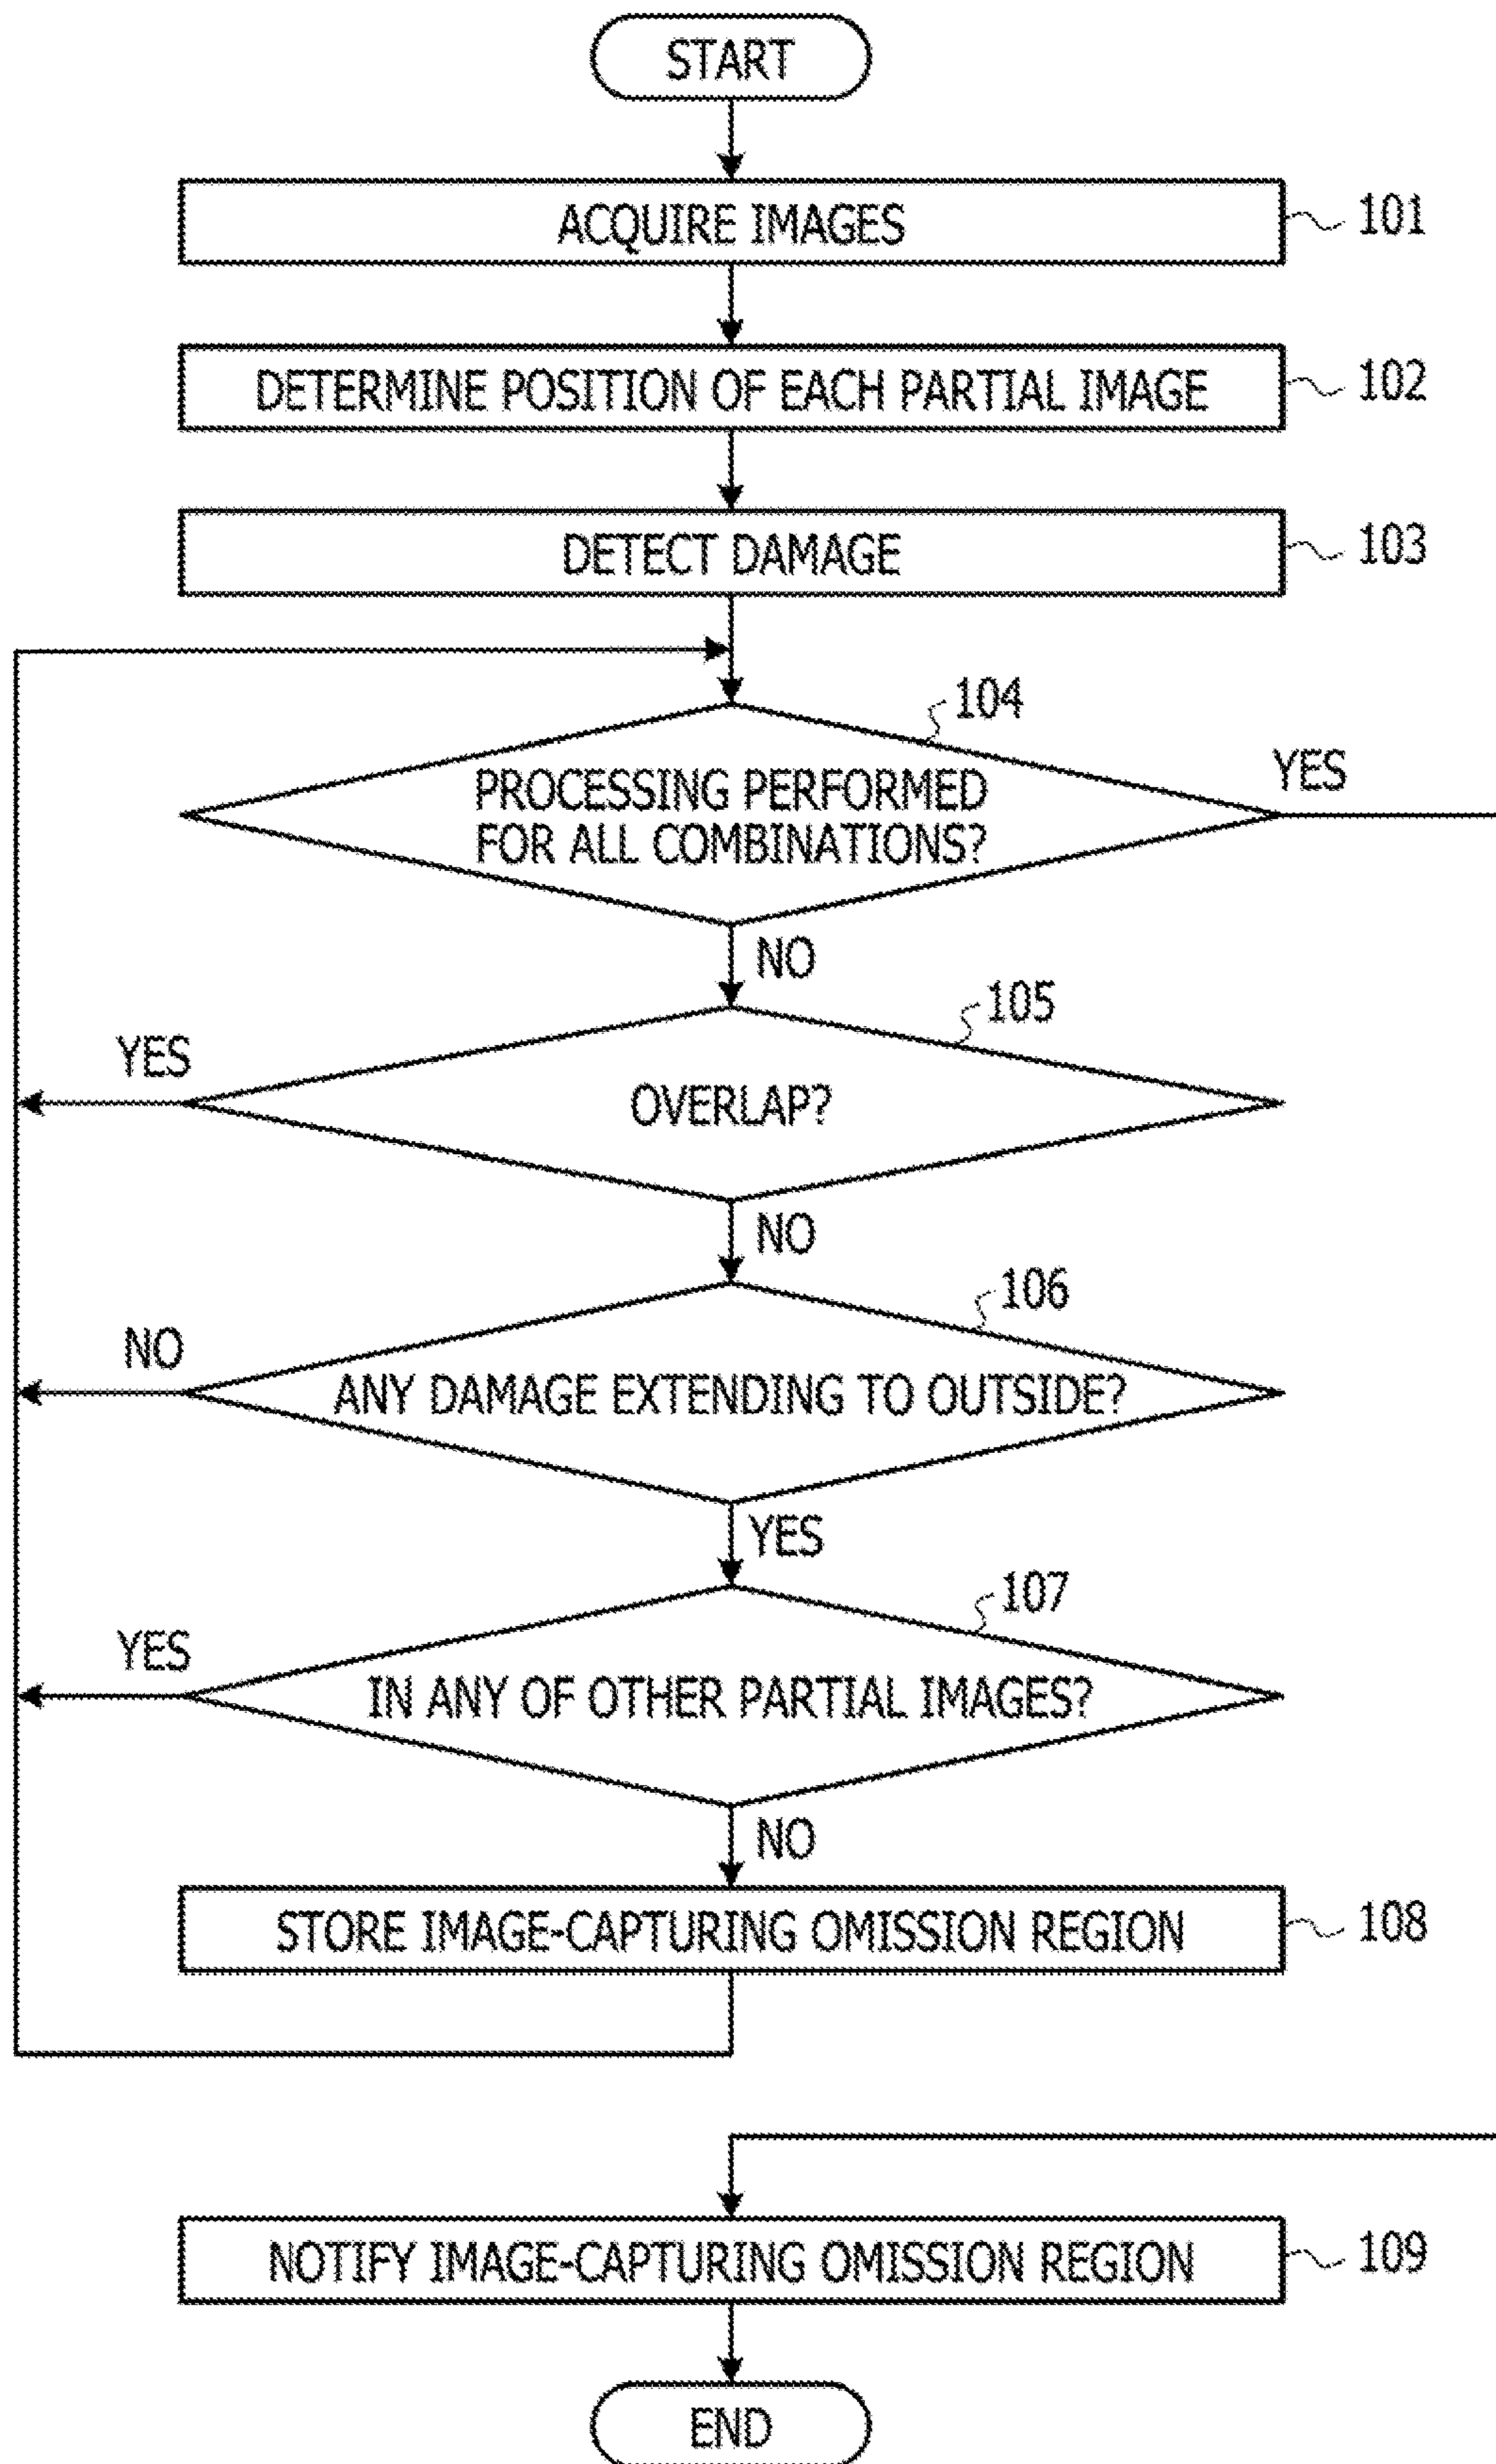 START
ACQUIRE IMAGES
101
DETERMINE POSITION OF EACH PARTIAL IMAGE
102
DETECT DAMAGE
103
104
PROCESSING PERFORMED
FOR ALL COMBINATIONS?
YES
NO
105
OVERLAP?
YES
NO
106
ANY DAMAGE EXTENDING TO OUTSIDE?
NO
YES
107
IN ANY OF OTHER PARTIAL IMAGES?
YES
NO
STORE IMAGE-CAPTURING OMISSION REGION
108
NOTIFY IMAGE-CAPTURING OMISSION REGION
109
END